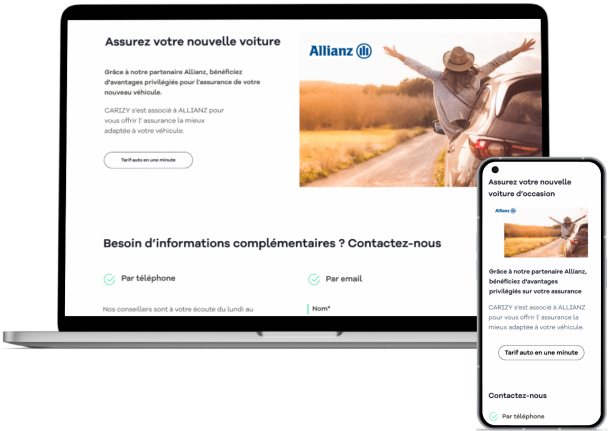 Assurez votre nouvelle voiture
Allianz
Grâce à notre partenaire Allianz, bénéficiez
d'avantages privilégiés pour l'assurance de votre
nouveau véhicule.
CARIZY s'est associé à ALLIANZ pour
vous offrir l' assurance la mieux
adaptée à votre véhicule.
Tarif auto en une minute
Besoin d'informations complémentaires ? Contactez-nous
Par téléphone
Par email
Nos conseillers sont à votre écoute du lundi au
Nom*
Assurez votre nouvelle
voiture d'occasion
Allianz
Grâce à notre partenaire Allianz,
bénéficiez d'avantages
privilégiés sur votre assurance
CARIZY s'est associé à ALLIANZ
pour vous offrir l' assurance la
mieux adaptée à votre véhicule.
Tarif auto en une minute
Contactez-nous
Par téléphone